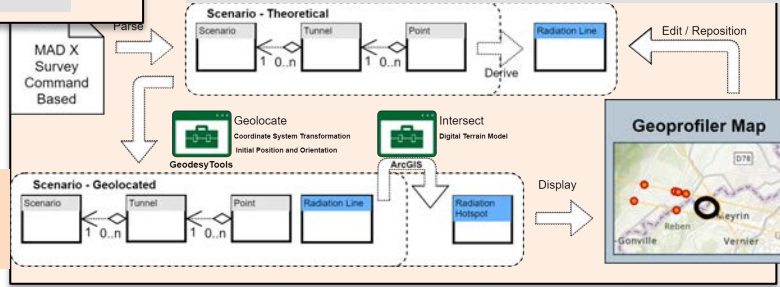 Parse
MAD X
Survey
Command
Based
Scenario - Theoretical
Scenario
Tunnel
Point
1 0..n
1 0..n
Derive
Radiation Line
Edit / Reposition
Geolocate
Coordinate System Transformation
Initial Position and Orientation
GeodesyTools
Intersect
Digital Terrain Model
ArcGIS
Scenario - Geolocated
Scenario
Tunnel
Point
Radiation Line
1 0..n
1 0..n
Radiation
Hotspot
Display
Geoprofiler Map
D78
Meyrin
Reben
-Gonville
Vernier